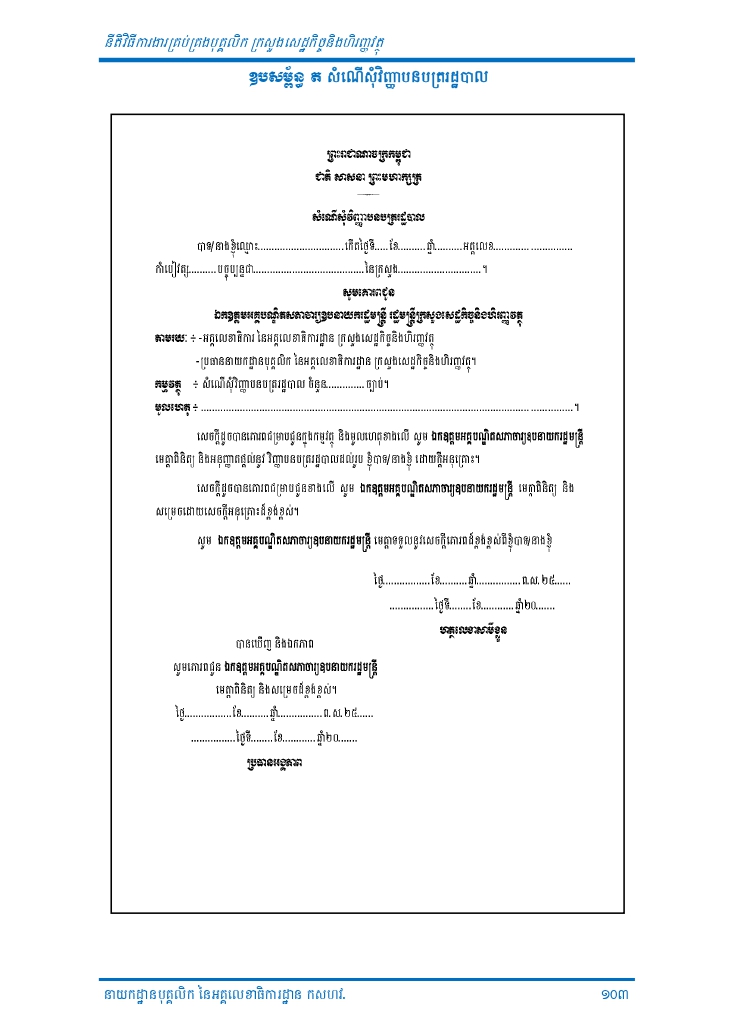 នីតិវិធីការងារគ្រប់គ្រងបុគ្គលិក ក្រសួងសេដ្ឋកិច្ចនិងហិរញ្ញវត្ថុ
ឧបសម្ព័ន្ធ ត សំណើសុំវិញ្ញាបនបត្ររដ្ឋបាល
ព្រះរាជាណាចក្រកម្ពុជា
ជាតិ សាសនា ព្រះមហាក្សត្រ
សំណើសុំវិញ្ញាបនបត្ររដ្ឋបាល
បាទ/នាងខ្ញុំឈ្មោះ................................កើតថ្ងៃទី.....ខែ..........ឆ្នាំ..........អត្តលេខ............. ...............
កាំបៀវត្ស..........បច្ចុប្បន្នជា.........................................នៃក្រសួង...............................។
សូមគោរពជូន
ឯកឧត្តមអគ្គបណ្ឌិតសភាចារ្យឧបនាយករដ្ឋមន្ត្រី រដ្ឋមន្ត្រីក្រសួងសេដ្ឋកិច្ចនិងហិរញ្ញវត្ថុ
តាមរយៈ ÷ -អគ្គលេខាធិការ នៃអគ្គលេខាធិការដ្ឋាន ក្រសួងសេដ្ឋកិច្ចនិងហិរញ្ញវត្ថុ
-ប្រធាននាយកដ្ឋានបុគ្គលិក នៃអគ្គលេខាធិការដ្ឋាន ក្រសួងសេដ្ឋកិច្ចនិងហិរញ្ញវត្ថុ។
កម្មវត្ថុ ÷ សំណើសុំវិញ្ញាបនបត្ររដ្ឋបាល ចំនួន..............ច្បាប់។
មូលហេតុ ÷ ........................................................................................................................... ................។
សេចក្ដីដូចបានគោរពជម្រាបជូនក្នុងកម្មវត្ថុ និងមូលហេតុខាងលើ សូម ឯកឧត្តមអគ្គបណ្ឌិតសភាចារ្យឧបនាយករដ្ឋមន្ត្រី
មេត្តាពិនិត្យ និងអនុញ្ញាតផ្ដល់នូវ វិញ្ញាបនបត្ររដ្ឋបាលដល់រូប ខ្ញុំបាទ/នាងខ្ញុំ ដោយក្ដីអនុគ្រោះ។
សេចក្ដីដូចបានគោរពជម្រាបជូនខាងលើ សូម ឯកឧត្តមអគ្គបណ្ឌិតសភាចារ្យឧបនាយករដ្ឋមន្ត្រី មេត្តាពិនិត្យ និង
សម្រេចដោយសេចក្ដីអនុគ្រោះដ៏ខ្ពង់ខ្ពស់។
សូម ឯកឧត្តមអគ្គបណ្ឌិតសភាចារ្យឧបនាយករដ្ឋមន្ត្រី មេត្តាទទួលនូវសេចក្ដីគោរពដ៏ខ្ពង់ខ្ពស់ពីខ្ញុំបាទ/នាងខ្ញុំ
ថ្ងៃ.................ខែ..........ឆ្នាំ................ព.ស.២៥......
................ថ្ងៃទី........ខែ............ឆ្នាំ២០.......
ហត្ថលេខាសាមីខ្លួន
បានឃើញ និងឯកភាព
សូមគោរពជូន ឯកឧត្តមអគ្គបណ្ឌិតសភាចារ្យឧបនាយករដ្ឋមន្ត្រី
មេត្តាពិនិត្យ និងសម្រេចដ៏ខ្ពង់ខ្ពស់។
ថ្ងៃ.................ខែ..........ឆ្នាំ................ព.ស.២៥......
................ថ្ងៃទី........ខែ............ឆ្នាំ២០.......
ប្រធានអង្គភាព
នាយកដ្ឋានបុគ្គលិក នៃអគ្គលេខាធិការដ្ឋាន កសហវ.
១០៣